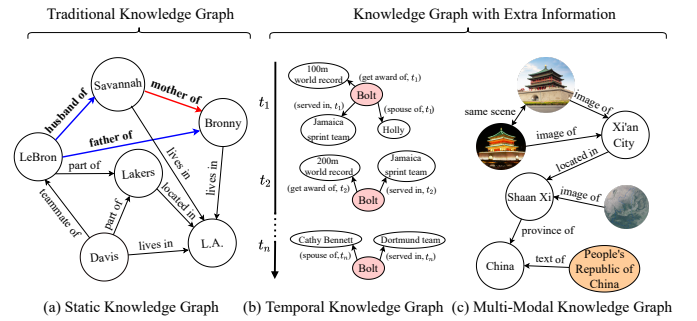 Traditional Knowledge Graph
Knowledge Graph with Extra Information
Savannah
husband of
mother of
father of
Bronny
LeBron
part of
Lakers
lives in
lives in
teammate of
part of
located in
Davis
lives in
L.A.
(a) Static Knowledge Graph
t1
100m
world record
(get award of, t1)
Bolt
(served in, t1)
(spouse of, t1)
Jamaica
sprint team
Holly
t2
200m
world record
Jamaica
sprint team
(get award of, t2)
(served in, t2)
Bolt
tn
Cathy Bennett
Dortmund team
(spouse of, tn)
(served in, tn)
Bolt
(b) Temporal Knowledge Graph
same scene
image of
image of
Xi'an
City
located in
Shaan Xi
image of
province of
China
text of
People's
Republic of
China
(c) Multi-Modal Knowledge Graph